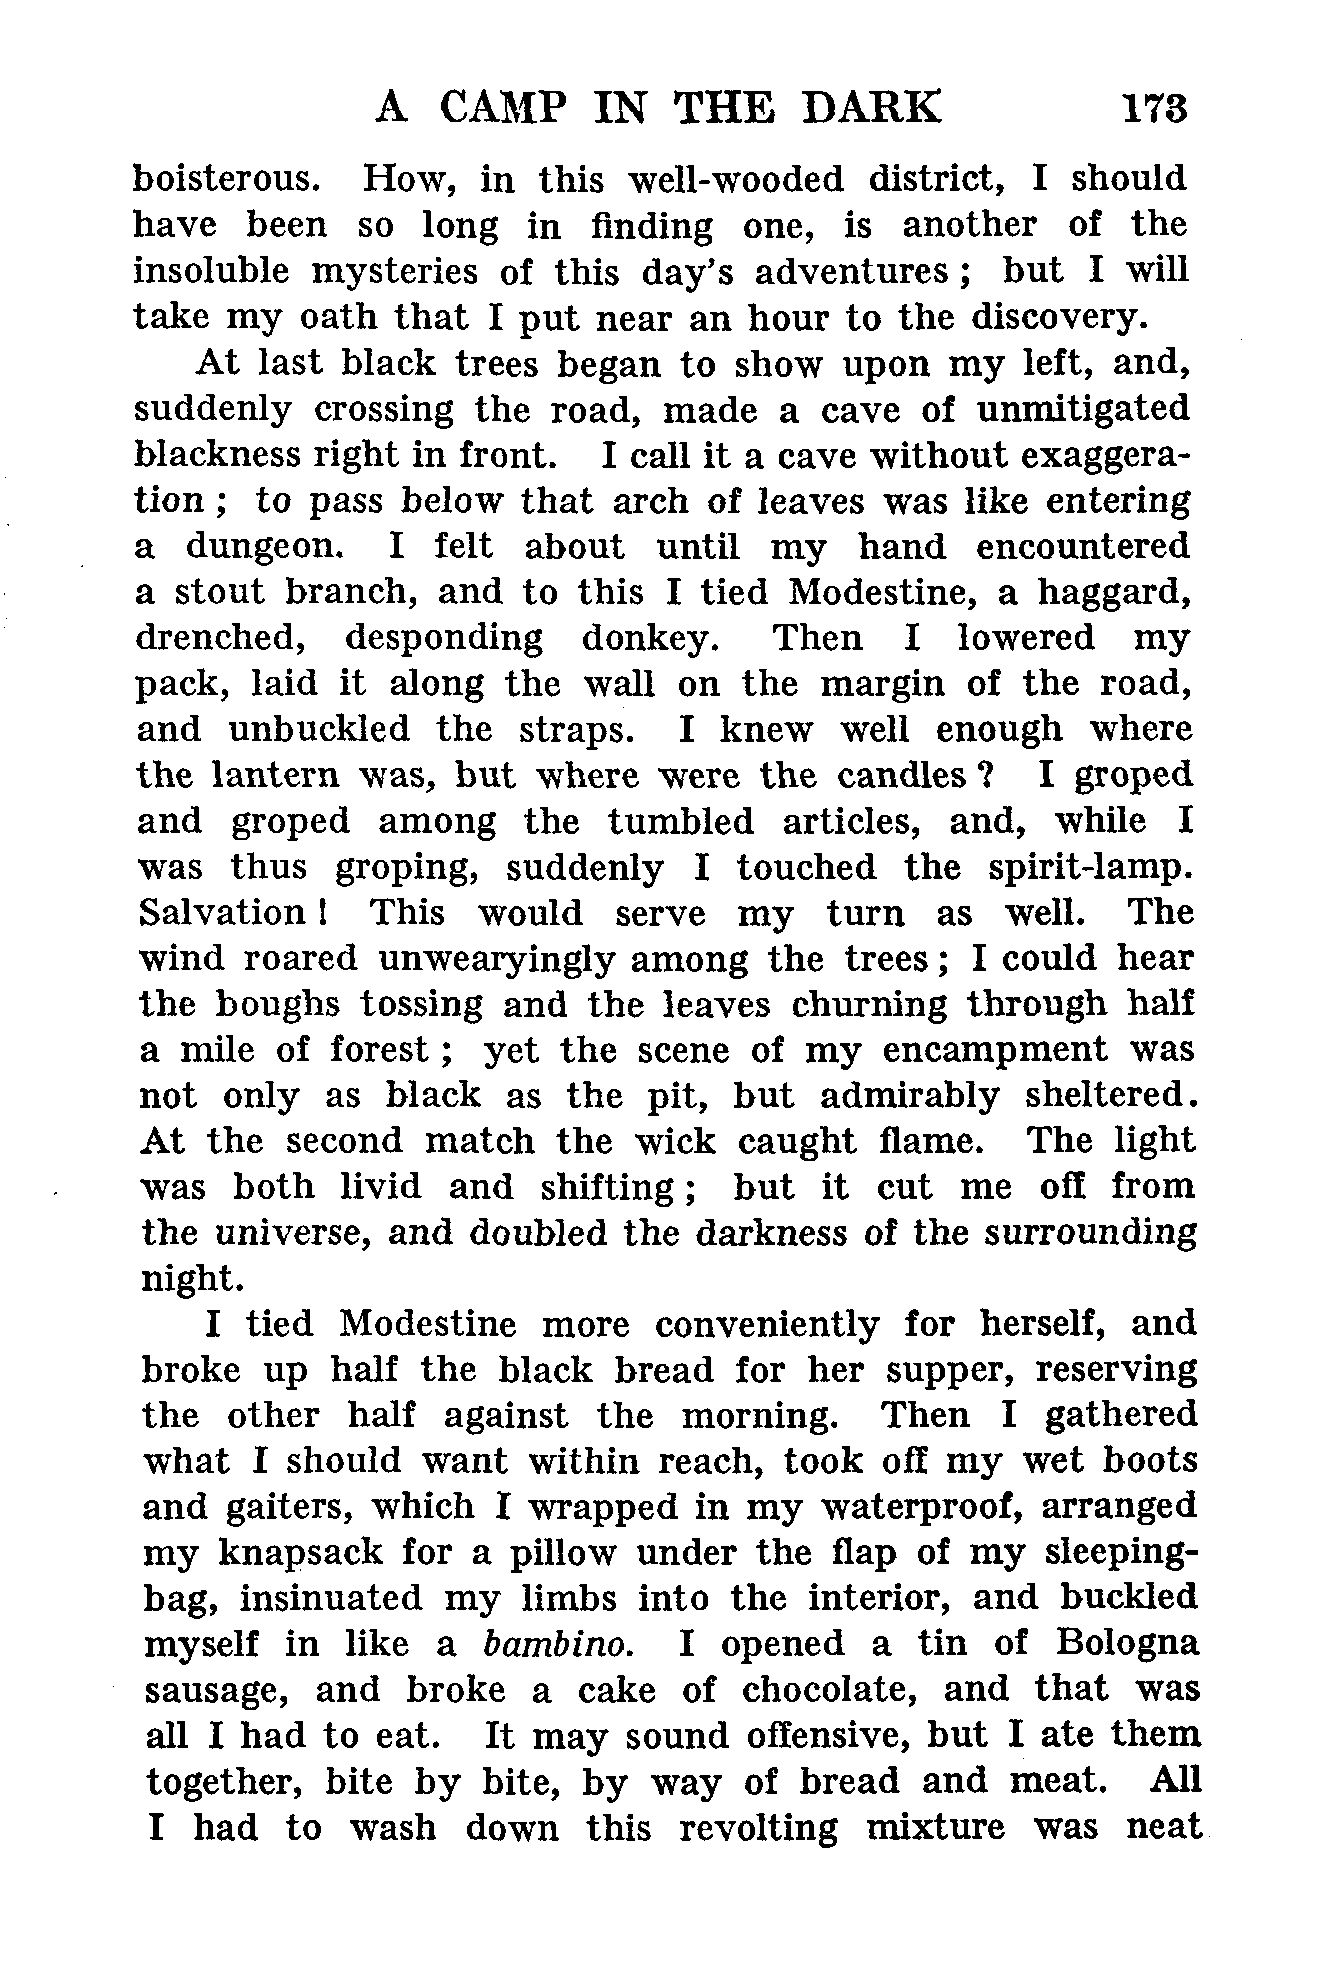 A CAMP IN THE DARK 173
boisterous. How, in this well-wooded district, I should
have been so long in finding one, is another of the
insoluble mysteries of this day's adventures ; but I will
take my oath that I put near an hour to the discovery.
At last black trees began to show upon my left, and,
suddenly crossing the road, made a cave of unmitigated
blackness right in front. I call it a cave without exaggera-
tion ; to pass below that arch of leaves was like entering
a dungeon. I felt about until my hand encountered
a stout branch, and to this I tied Modestine, a haggard,
drenched, desponding donkey. Then I lowered my
pack, laid it along the wall on the margin of the road,
and unbuckled the straps. I knew well enough where
the lantern was, but where were the candles ? I groped
and groped among the tumbled articles, and, while I
was thus groping, suddenly I touched the spirit-lamp.
Salvation ! This would serve my turn as well. The
wind roared unwearyingly among the trees ; I could hear
the boughs tossing and the leaves churning through half
a mile of forest ; yet the scene of my encampment was
not only as black as the pit, but admirably sheltered.
At the second match the wick caught flame. The light
was both livid and shifting ; but it cut me off from
the universe, and doubled the darkness of the surrounding
night.
I tied Modestine more conveniently for herself, and
broke up half the black bread for her supper, reserving
the other half against the morning. Then I gathered
what I should want within reach, took off my wet boots
and gaiters, which I wrapped in my waterproof, arranged
my knapsack for a pillow under the flap of my sleeping-
bag, insinuated my limbs into the interior, and buckled
myself in like a bambino. I opened a tin of Bologna
sausage, and broke a cake of chocolate, and that was
all I had to eat. It may sound offensive, but I ate them
together, bite by bite, by way of bread and meat. All
I had to wash down this revolting mixture was neat